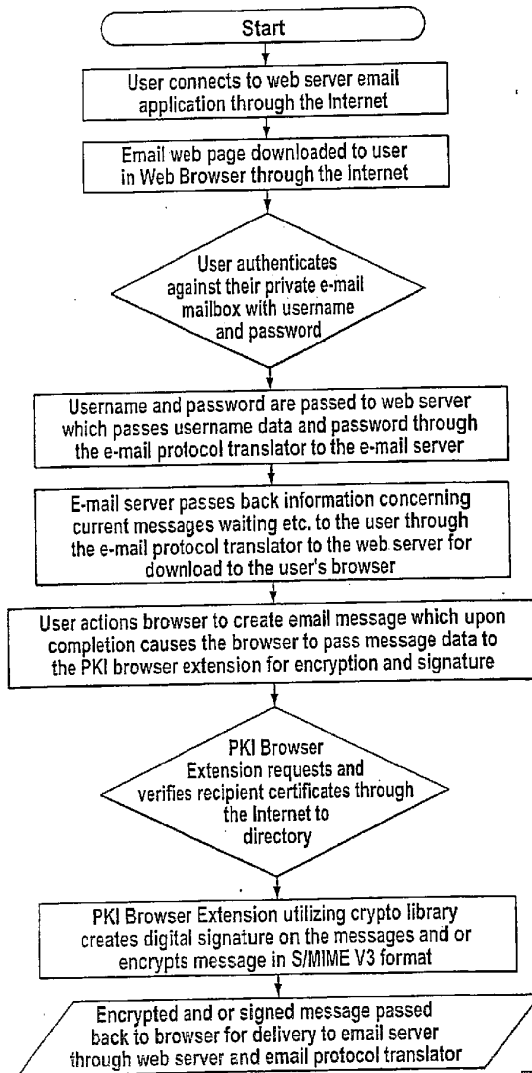 Start
User connects to web server email
application through the Internet
Email web page downloaded to user
in Web Browser through the Internet
User authenticates
against their private e-mail
mailbox with username
and password
Username and password are passed to web server
which passes username data and password through
the e-mail protocol translator to the e-mail server
E-mail server passes back information concerning
current messages waiting etc. to the user through
the e-mail protocol translator to the web server for
download to the user's browser
User actions browser to create email message which upon
completion causes the browser to pass message data to
the PKI browser extension for encryption and signature
PKI Browser
Extension requests and
verifies recipient certificates through
the Internet to
directory
PKI Browser Extension utilizing crypto library
creates digital signature on the messages and or
encrypts message in S/MIME V3 format
Encrypted and or signed message passed
back to browser for delivery to email server
through web server and email protocol translator